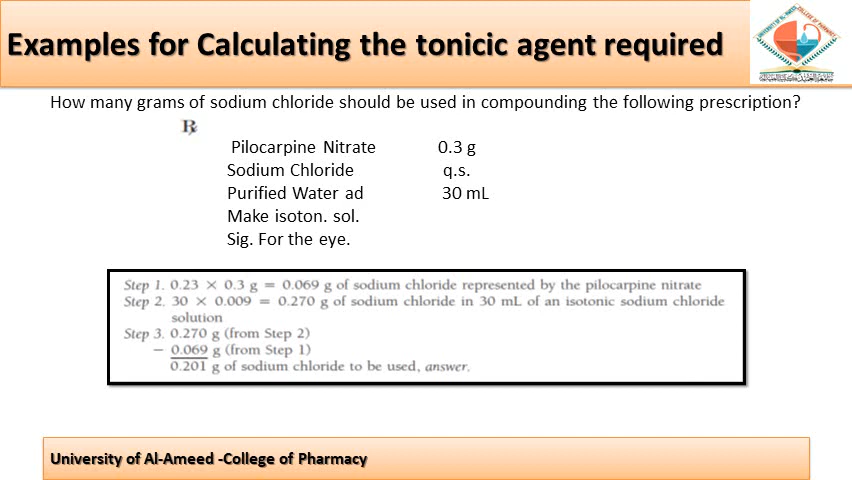 Examples for Calculating the tonicic agent required
How many grams of sodium chloride should be used in compounding the following prescription?
℞
Pilocarpine Nitrate 0.3 g
Sodium Chloride q.s.
Purified Water ad 30 mL
Make isoton. sol.
Sig. For the eye.
Step 1. 0.23 × 0.3 g = 0.069 g of sodium chloride represented by the pilocarpine nitrate
Step 2. 30 × 0.009 = 0.270 g of sodium chloride in 30 mL of an isotonic sodium chloride
solution
Step 3. 0.270 g (from Step 2)
− 0.069 g (from Step 1)
0.201 g of sodium chloride to be used, answer.
University of Al-Ameed -College of Pharmacy